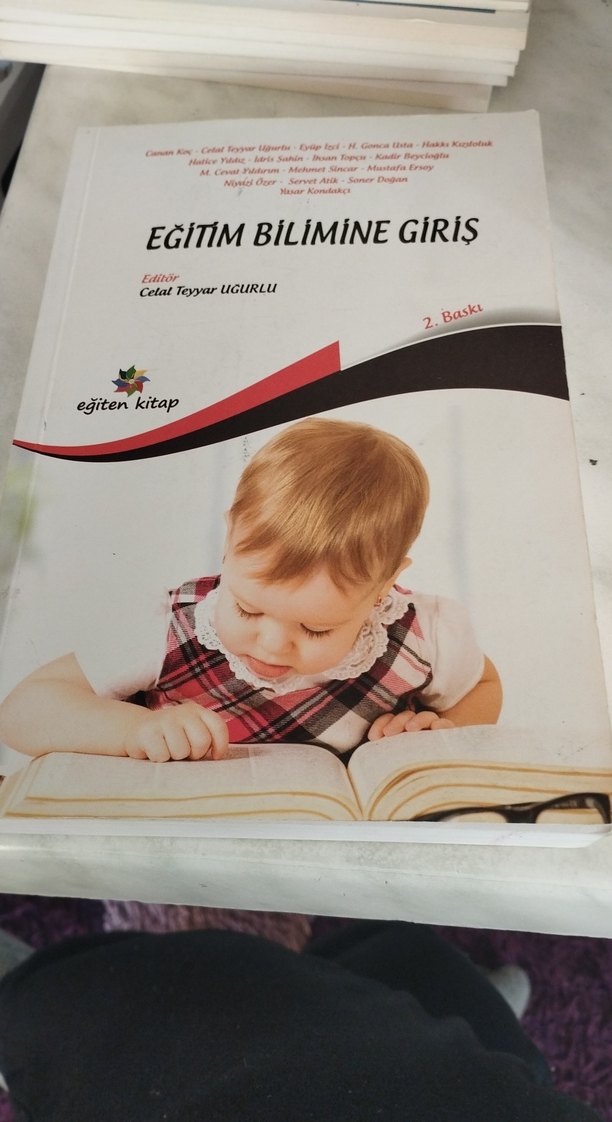 Canan Koç - Celal Teyyar Uğurlu - Eyüp İzci - H. Gonca Usta - Hakkı Kızıloluk
Hatice Yıldız - İdris Şahin - İhsan Topçu - Kadir Beycioğlu
M. Cevat Yıldırım - Mehmet Sincar - Mustafa Ersoy
Niyazi Özer - Servet Atik - Soner Doğan
Yaşar Kondakçı
EĞİTİM BİLİMİNE GİRİŞ
Editör
Celal Teyyar UĞURLU
2. Baskı
eğiten kitap